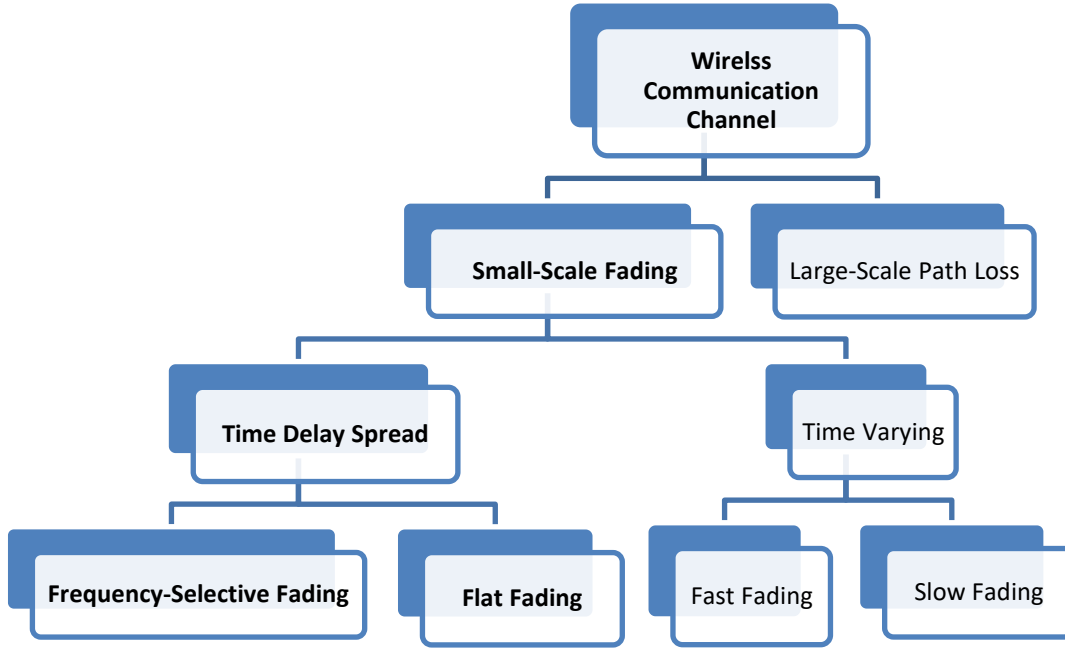 Wirelss
Communication
Channel
Small-Scale Fading
Large-Scale Path Loss
Time Delay Spread
Time Varying
Frequency-Selective Fading
Flat Fading
Fast Fading
Slow Fading